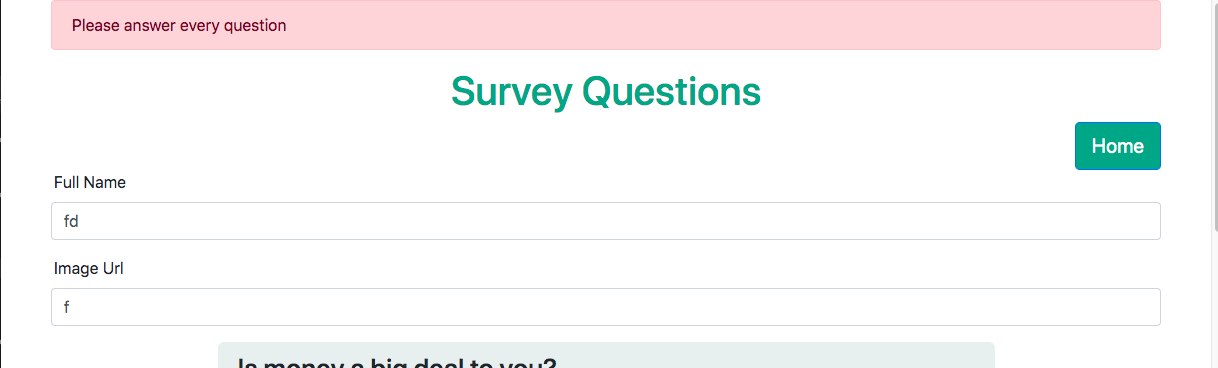 Please answer every question
Survey Questions
Home
Full Name
fd
Image Url
f
Is money a big deal to you?